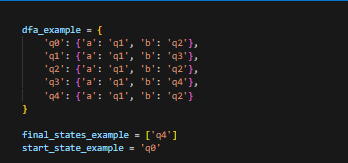 dfa_example = {
    'q0': {'a': 'q1', 'b': 'q2'},
    'q1': {'a': 'q1', 'b': 'q3'},
    'q2': {'a': 'q1', 'b': 'q2'},
    'q3': {'a': 'q1', 'b': 'q4'},
    'q4': {'a': 'q1', 'b': 'q2'}
}
final_states_example = ['q4']
start_state_example = 'q0'